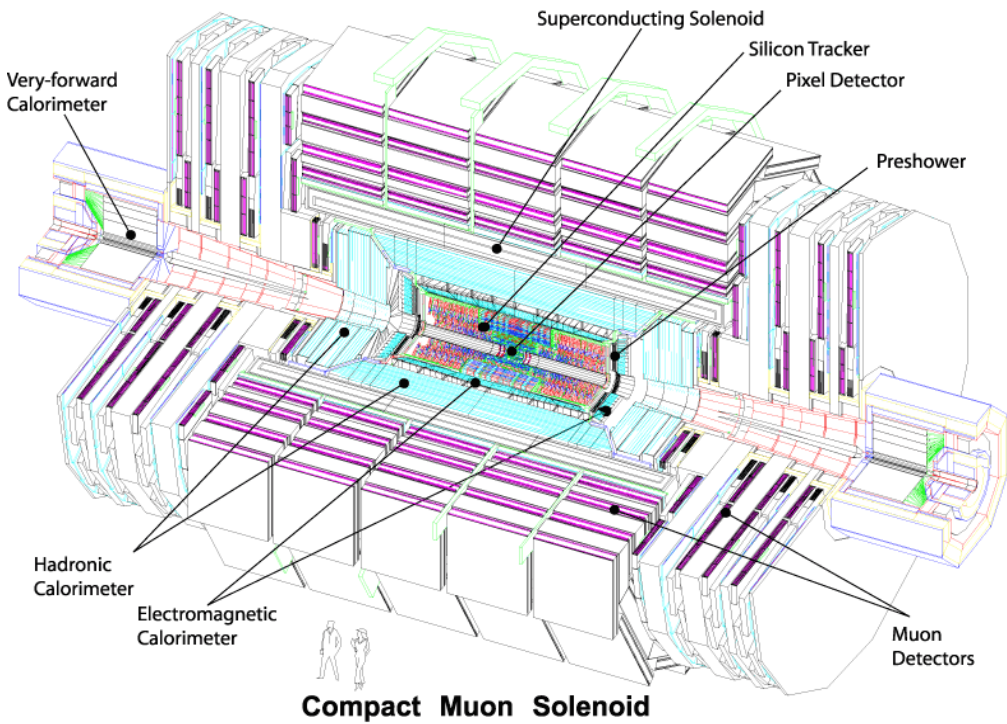 Superconducting Solenoid
Silicon Tracker
Pixel Detector
Very-forward
Calorimeter
Preshower
Hadronic
Calorimeter
Electromagnetic
Calorimeter
Muon
Detectors
Compact Muon Solenoid